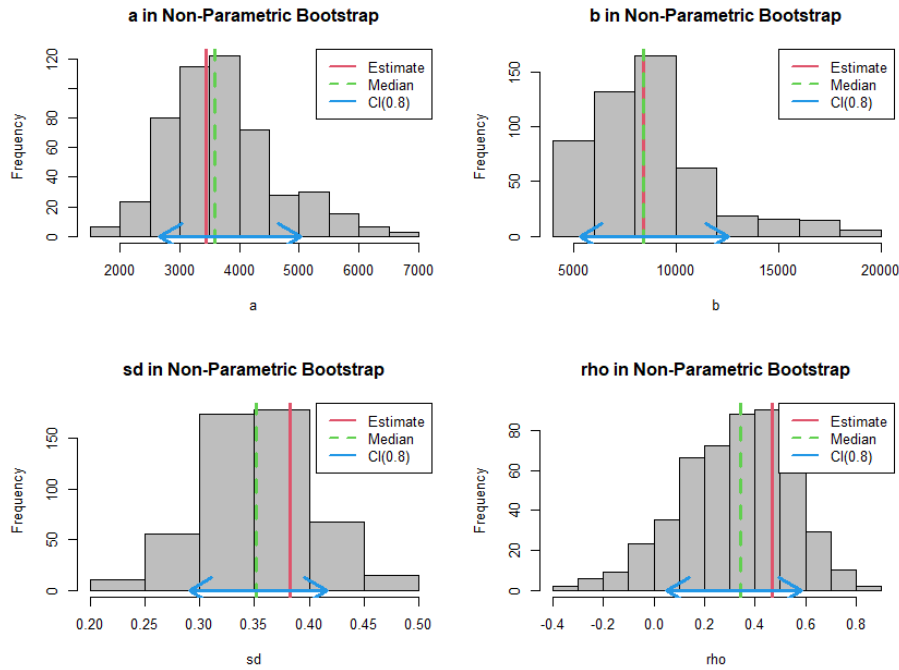 a in Non-Parametric Bootstrap
Frequency
0 20 40 60 80 120
Estimate
Median
CI(0.8)
2000 3000 4000 5000 6000 7000
a
b in Non-Parametric Bootstrap
Frequency
0 50 100 150
Estimate
Median
CI(0.8)
5000 10000 15000 20000
b
sd in Non-Parametric Bootstrap
Frequency
0 50 100 150
Estimate
Median
CI(0.8)
0.20 0.25 0.30 0.35 0.40 0.45 0.50
sd
rho in Non-Parametric Bootstrap
Frequency
0 20 40 60 80
Estimate
Median
CI(0.8)
-0.4 -0.2 0.0 0.2 0.4 0.6 0.8
rho